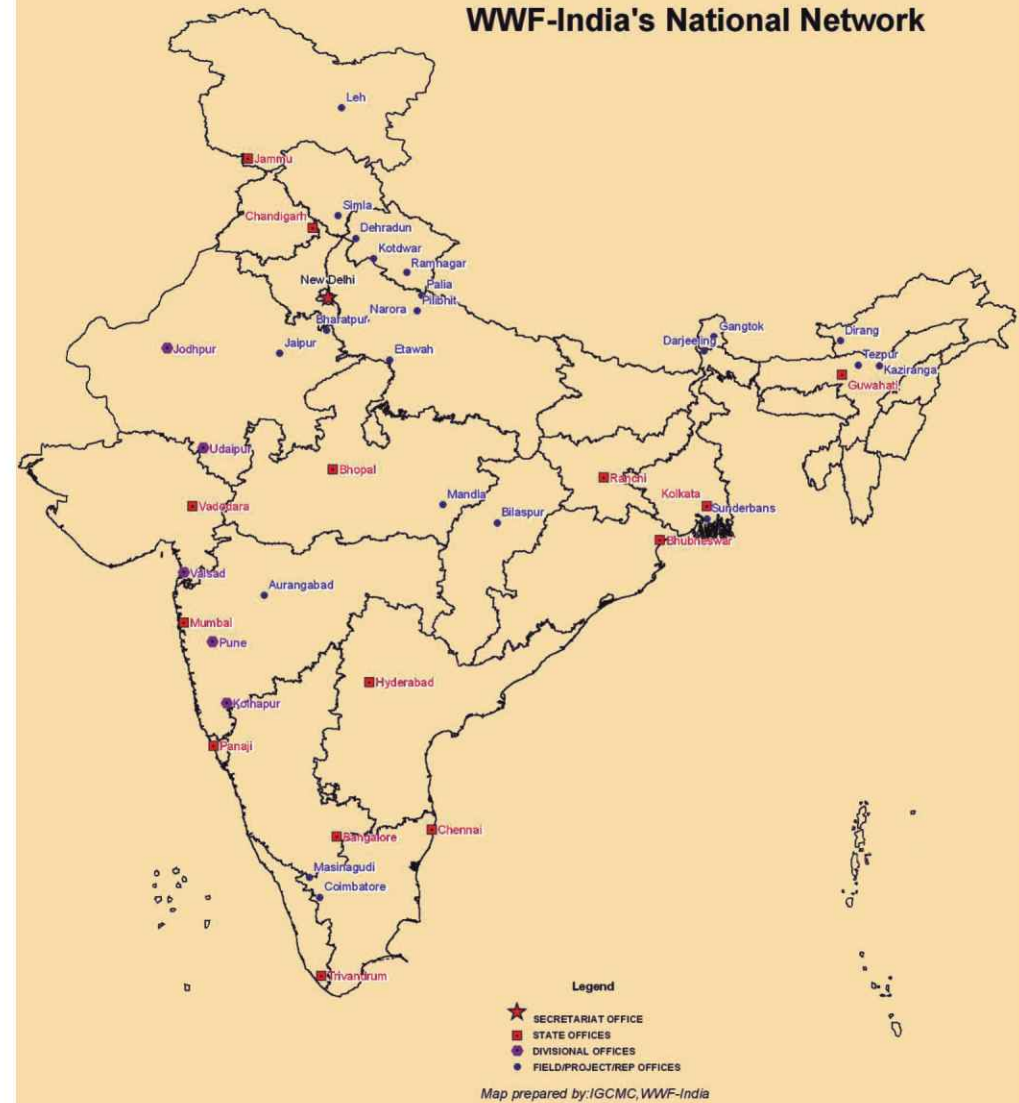 WWF-India's National Network
Leh
Jammu
Simla
Chandigarh
Dehradun
Kotdwar
Ramnagar
New Delhi
Palia
Pilibhit
Narora
Bharatpur
Gangtok
Dirang
Jodhpur
Jaipur
Etawah
Darjeeling
Tezpur
Kaziranga
Guwahati
Udaipur
Bhopal
Ranchi
Mandla
Kolkata
Vadodara
Sunderbans
Bilaspur
Bhubneswar
Valsad
Aurangabad
Mumbai
Pune
Hyderabad
Kolhapur
Panaji
Bangalore
Chennai
Masinagudi
Coimbatore
Trivandrum
Legend
SECRETARIAT OFFICE
STATE OFFICES
DIVISIONAL OFFICES
FIELD/PROJECT/REP OFFICES
Map prepared by:IGCMC,WWF-India